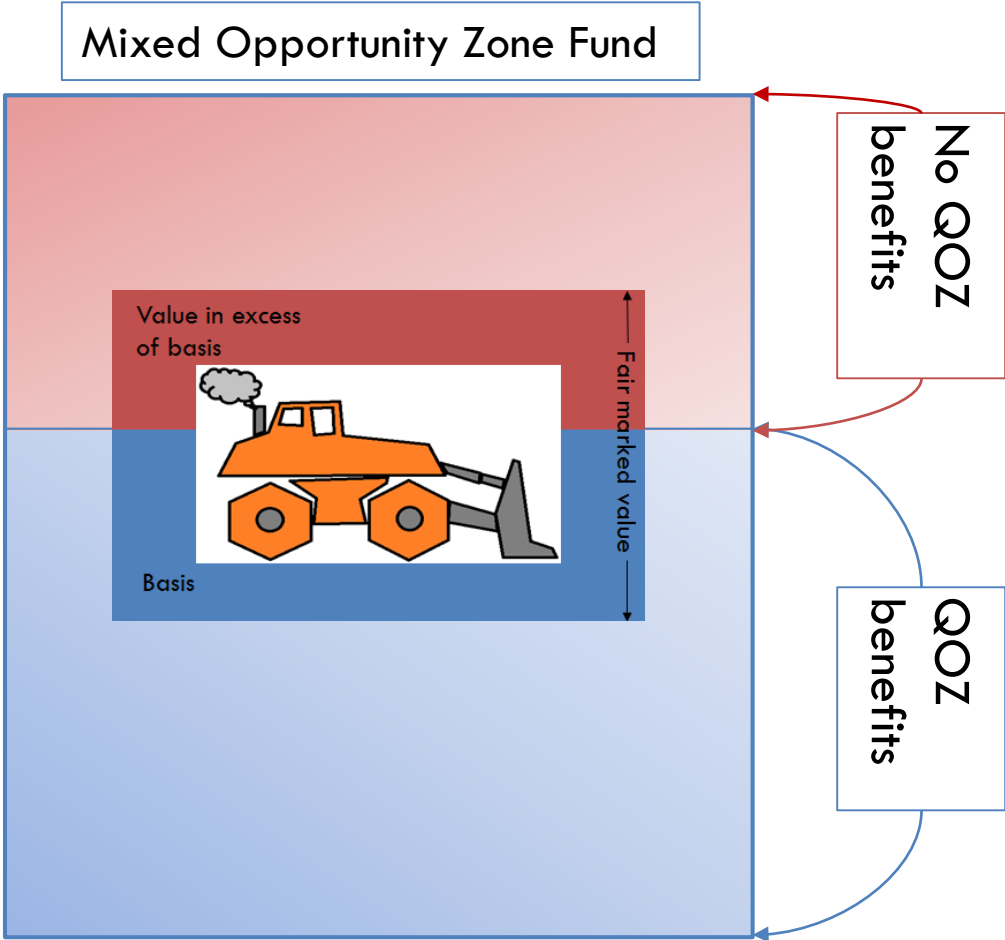 Mixed Opportunity Zone Fund
No QOZ
benefits
Value in excess
of basis
Fair marked value
Basis
QOZ
benefits